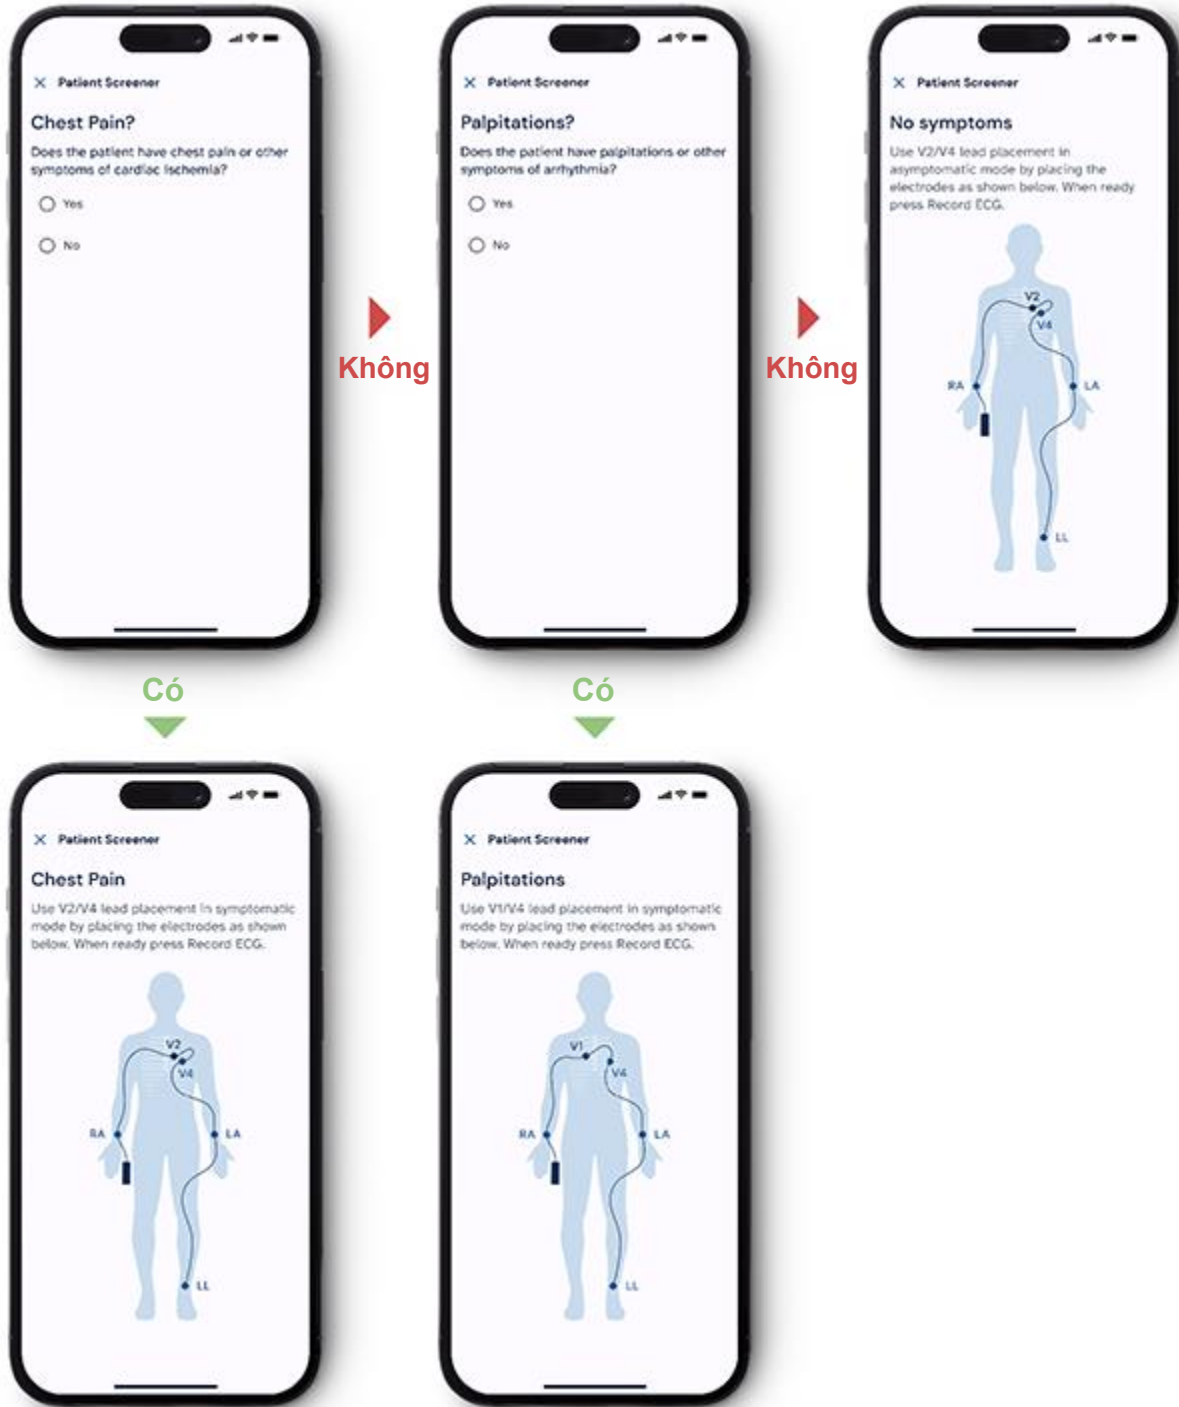 Patient Screener
Chest Pain?
Does the patient have chest pain or other
symptoms of cardiac ischemia?
Yes
No
Không
Patient Screener
Palpitations?
Does the patient have palpitations or other
symptoms of arrhythmia?
Yes
No
Không
Patient Screener
No symptoms
Use V2/V4 lead placement in
asymptomatic mode by placing the
electrodes as shown below. When ready
press Record ECG.
V2
V4
RA
LA
LL
Có
Có
Patient Screener
Chest Pain
Use V2/V4 lead placement in symptomatic
mode by placing the electrodes as shown
below. When ready press Record ECG.
V2
V4
RA
LA
LL
Patient Screener
Palpitations
Use V1/V4 lead placement in symptomatic
mode by placing the electrodes as shown
below. When ready press Record ECG.
V1
V4
RA
LA
LL